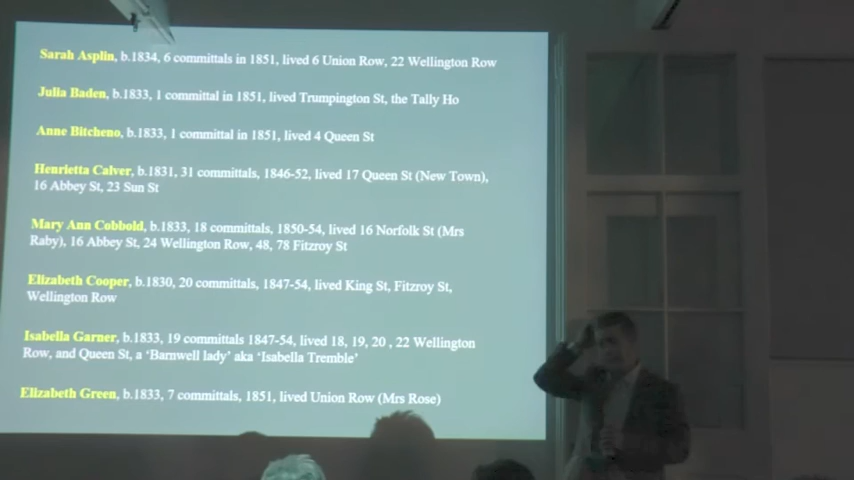 Sarah Asplin, b.1834, 6 committals in 1851, lived 6 Union Row, 22 Wellington Row
Julia Baden, b.1833, 1 committal in 1851, lived Trumpington St, the Tally Ho
Anne Bitcheno, b.1833, 1 committal in 1851, lived 4 Queen St
Henrietta Calver, b.1831, 31 committals, 1846-52, lived 17 Queen St (New Town),
16 Abbey St, 23 Sun St
Mary Ann Cobbold, b.1833, 18 committals, 1850-54, lived 16 Norfolk St (Mrs
Raby), 16 Abbey St, 24 Wellington Row, 48, 78 Fitzroy St
Elizabeth Cooper, b.1830, 20 committals, 1847-54, lived King St, Fitzroy St,
Wellington Row
Isabella Garner, b.1833, 19 committals 1847-54, lived 18, 19, 20 , 22 Wellington
Row, and Queen St, a ‘Barnwell lady’ aka ‘Isabella Tremble’
Elizabeth Green, b.1833, 7 committals, 1851, lived Union Row (Mrs Rose)